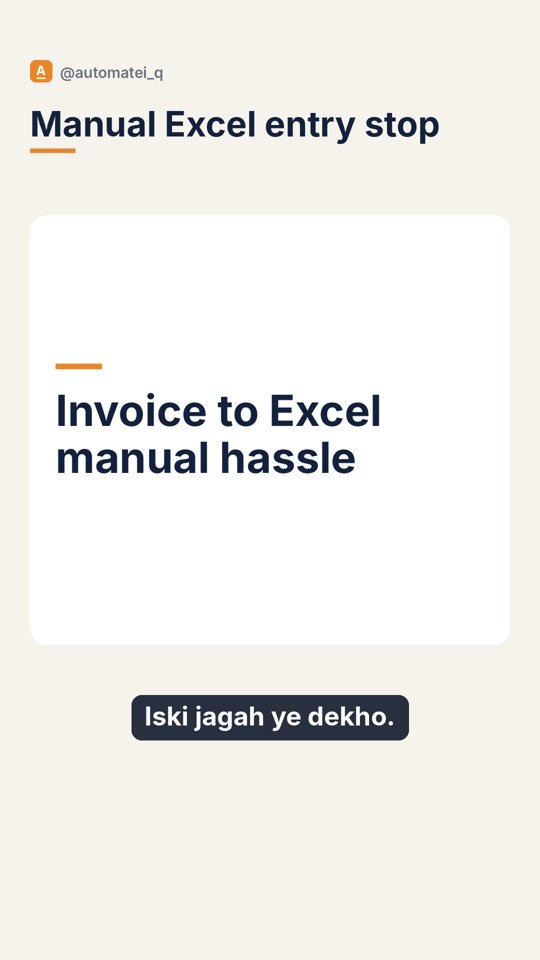 A @automatei_q
Manual Excel entry stop
Invoice to Excel
manual hassle
Iski jagah ye dekho.